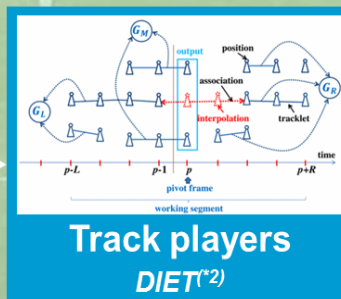 G_M
output
position
association
G_L
G_R
interpolation
tracklet
time
p-L
p-1
p
p+R
pivot frame
working segment
Track players
DIET(*2)